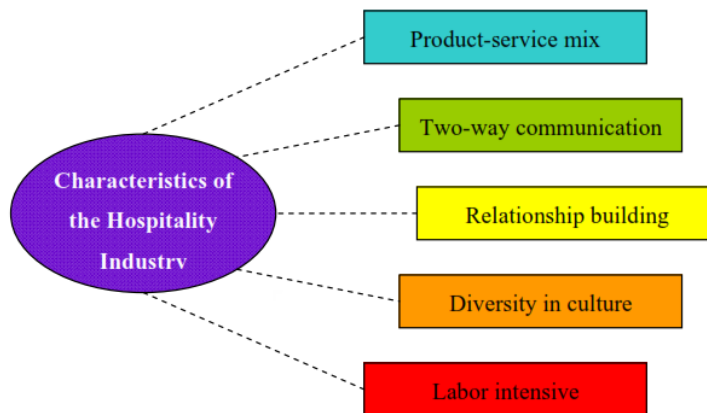 Product-service mix
Two-way communication
Characteristics of
the Hospitality
Industry
Relationship building
Diversity in culture
Labor intensive